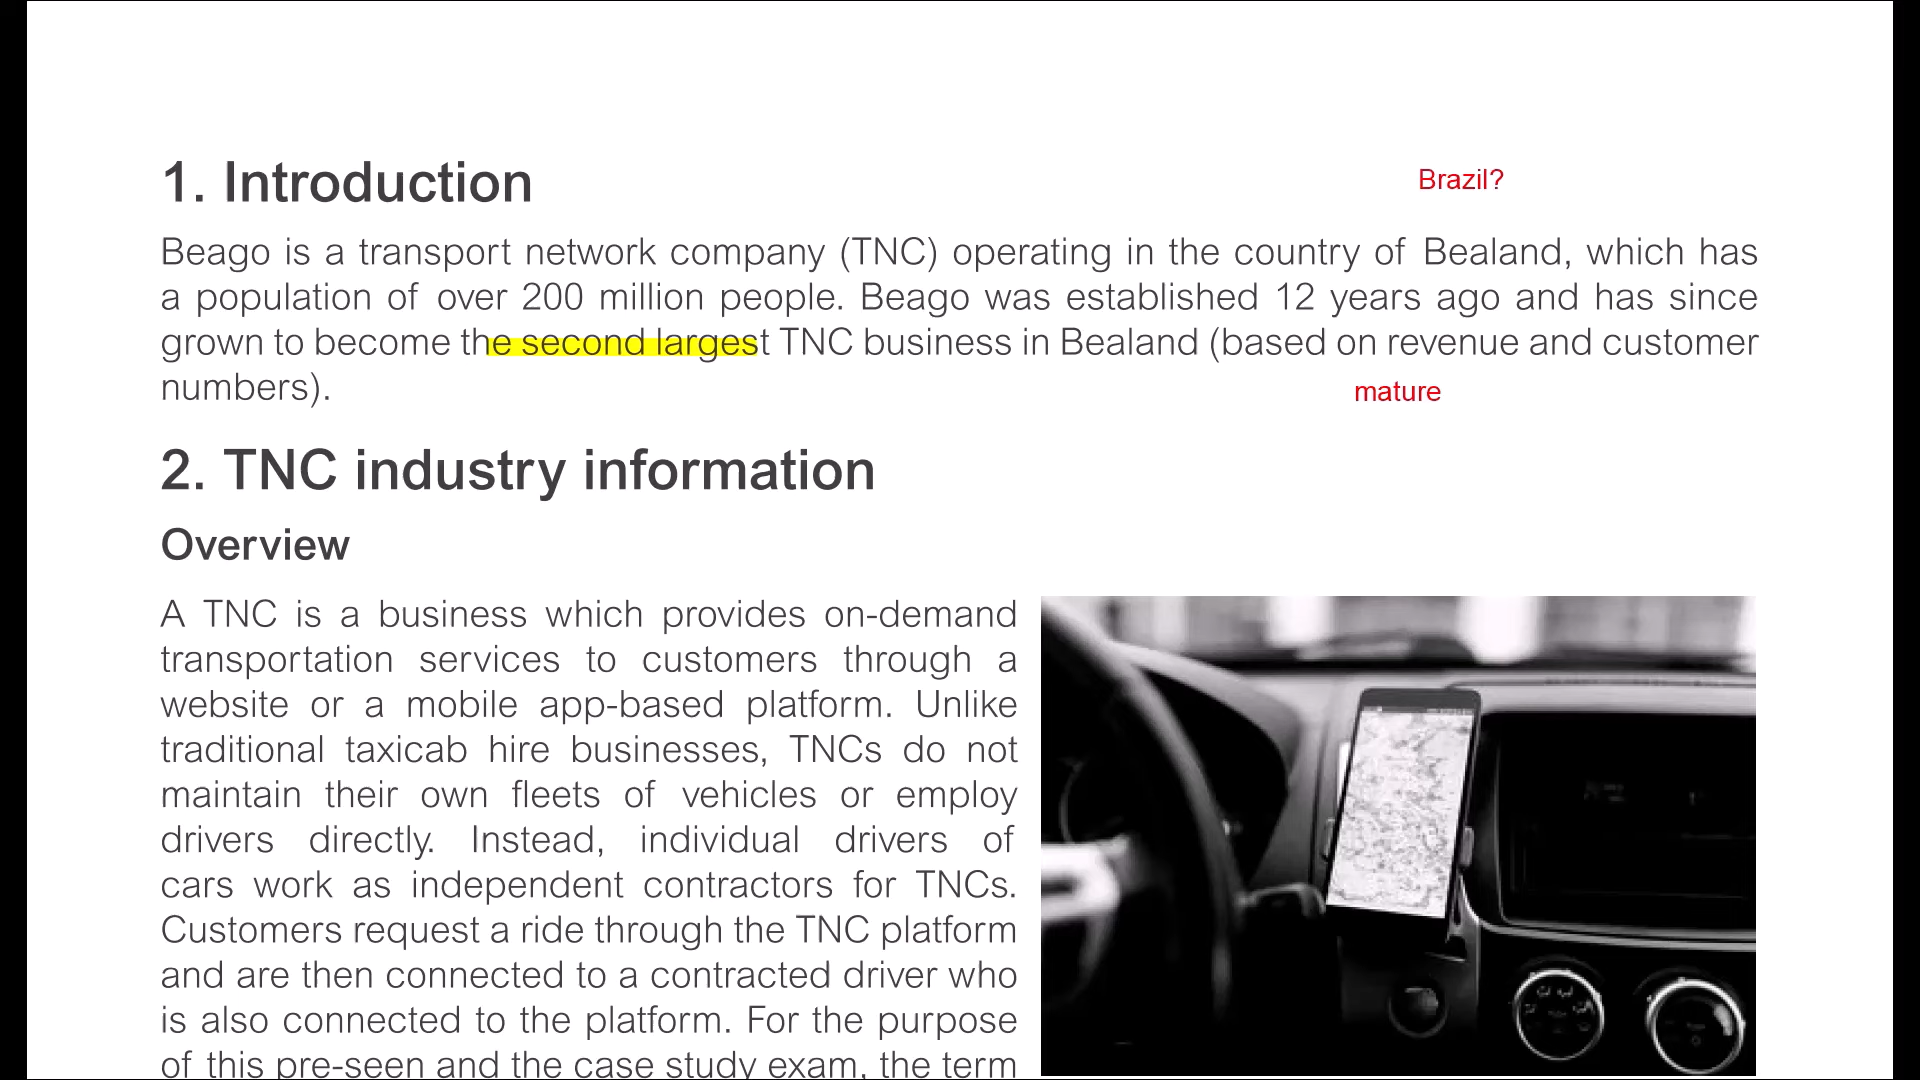 1. Introduction
Brazil?
Beago is a transport network company (TNC) operating in the country of Bealand, which has
a population of over 200 million people. Beago was established 12 years ago and has since
grown to become the second largest TNC business in Bealand (based on revenue and customer
numbers).
mature
2. TNC industry information
Overview
A TNC is a business which provides on-demand
transportation services to customers through a
website or a mobile app-based platform. Unlike
traditional taxicab hire businesses, TNCs do not
maintain their own fleets of vehicles or employ
drivers directly. Instead, individual drivers of
cars work as independent contractors for TNCs.
Customers request a ride through the TNC platform
and are then connected to a contracted driver who
is also connected to the platform. For the purpose
of this pre-seen and the case study exam, the term